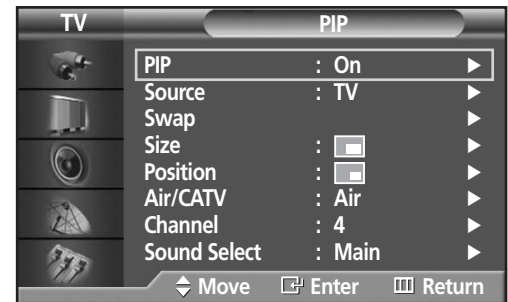 TV PIP
PIP : On
Source : TV
Swap
Size :
Position :
Air/CATV : Air
Channel : 4
Sound Select : Main
Move Enter Return